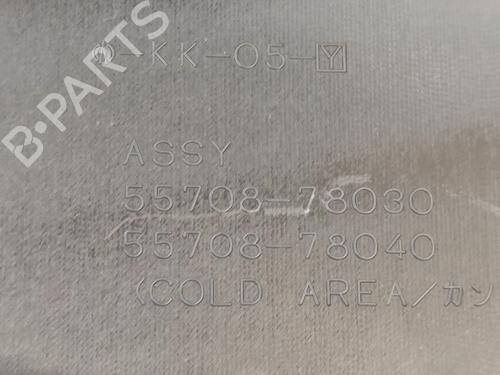 -KK-05-Y
B-PARTS
ASSY
55708-78030
55708-78040
(COLD AREA/カン